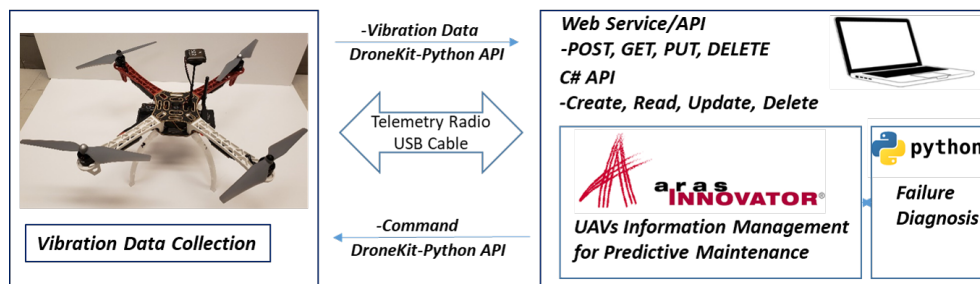 Vibration Data Collection
-Vibration Data
DroneKit-Python API
Telemetry Radio
USB Cable
-Command
DroneKit-Python API
Web Service/API
-POST, GET, PUT, DELETE
C# API
-Create, Read, Update, Delete
aras
INNOVATOR®
UAVs Information Management
for Predictive Maintenance
python
Failure
Diagnosis